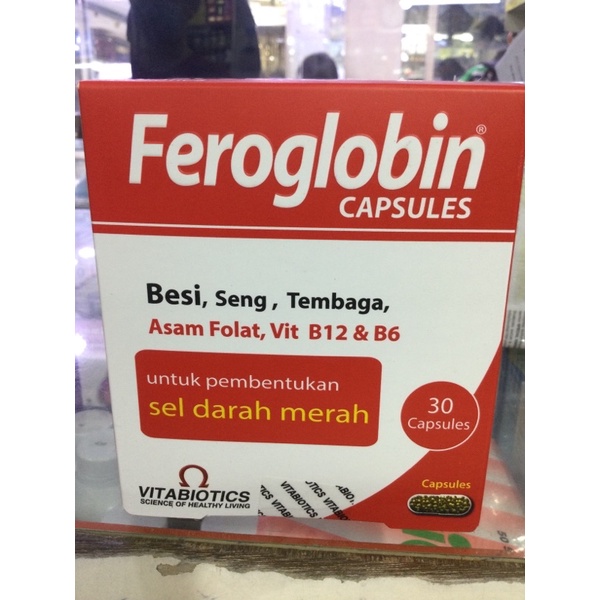 Feroglobin®
CAPSULES
Besi, Seng, Tembaga,
Asam Folat, Vit B12 & B6
untuk pembentukan
sel darah merah
30
Capsules
Capsules
VITABIOTICS
SCIENCE OF HEALTHY LIVING
VITABIOTICS